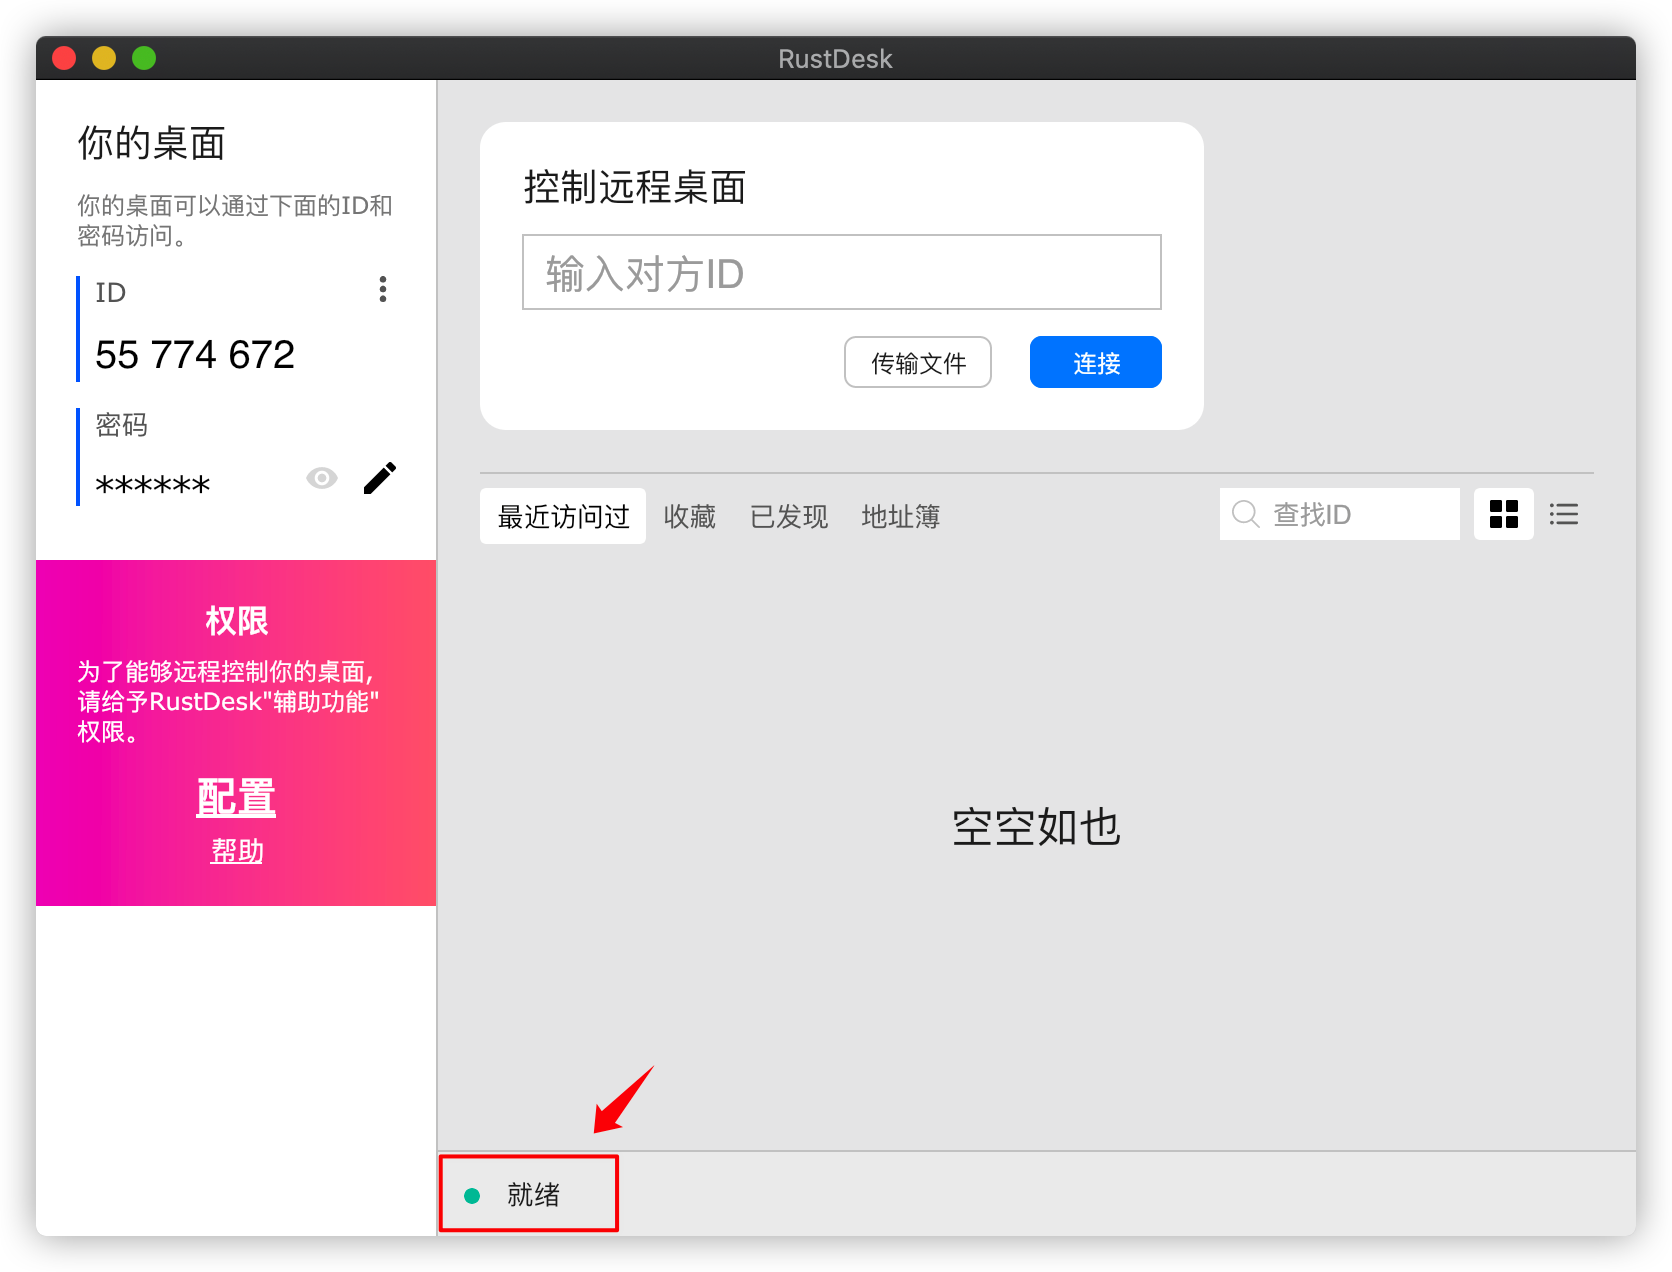 RustDesk
你的桌面
你的桌面可以通过下面的ID和
密码访问。
ID
55 774 672
密码
******
权限
为了能够远程控制你的桌面,
请给予RustDesk"辅助功能"
权限。
配置
帮助
控制远程桌面
输入对方ID
传输文件
连接
最近访问过
收藏
已发现
地址簿
查找ID
空空如也
就绪